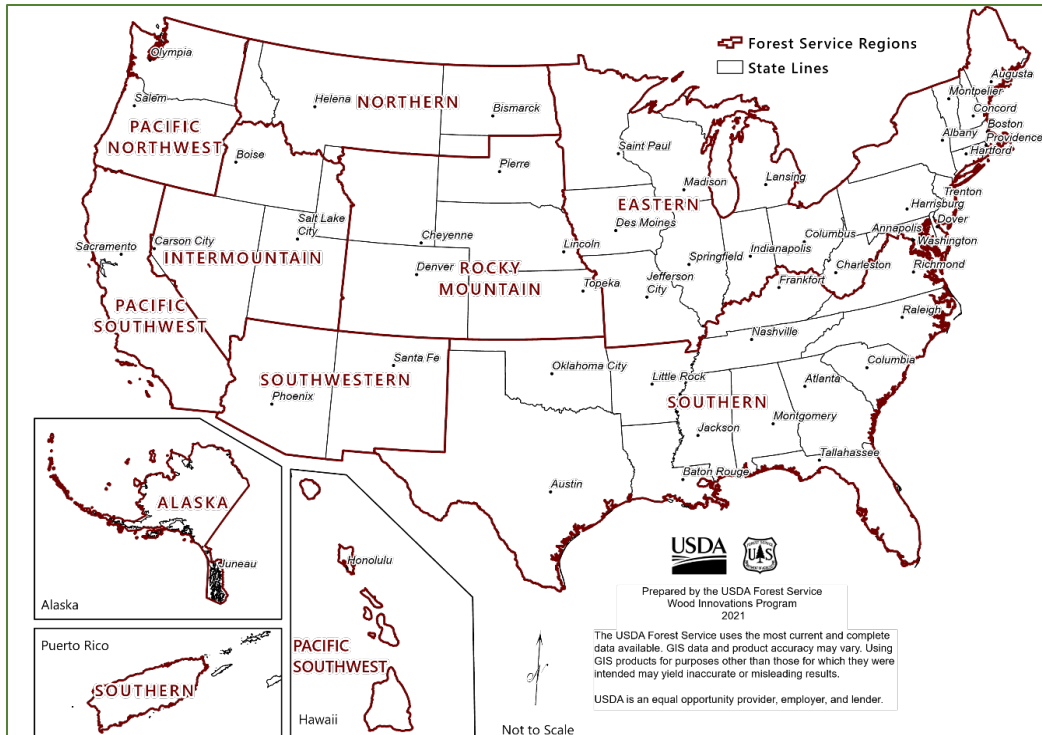 Forest Service Regions
State Lines
Olympia
Salem
PACIFIC
NORTHWEST
Helena
NORTHERN
Bismarck
Boise
Pierre
Saint Paul
Madison
Lansing
Augusta
Montpelier
Concord
Boston
Albany
Providence
Hartford
EASTERN
Trenton
Harrisburg
Dover
Annapolis
Washington
Des Moines
Columbus
Indianapolis
Springfield
Charleston
Richmond
Frankfort
Jefferson
City
Salt Lake
City
Cheyenne
Lincoln
Sacramento
Carson City
INTERMOUNTAIN
Denver
ROCKY
MOUNTAIN
Topeka
PACIFIC
SOUTHWEST
Raleigh
Nashville
Santa Fe
SOUTHWESTERN
Phoenix
Oklahoma City
Little Rock
Columbia
Atlanta
SOUTHERN
Montgomery
Jackson
Tallahassee
Baton Rouge
Austin
ALASKA
Juneau
Alaska
Honolulu
PACIFIC
SOUTHWEST
Hawaii
Puerto Rico
SOUTHERN
Not to Scale
USDA
FOREST SERVICE
U S
DEPARTMENT OF AGRICULTURE
Prepared by the USDA Forest Service
Wood Innovations Program
2021
The USDA Forest Service uses the most current and complete
data available. GIS data and product accuracy may vary. Using
GIS products for purposes other than those for which they were
intended may yield inaccurate or misleading results.
USDA is an equal opportunity provider, employer, and lender.